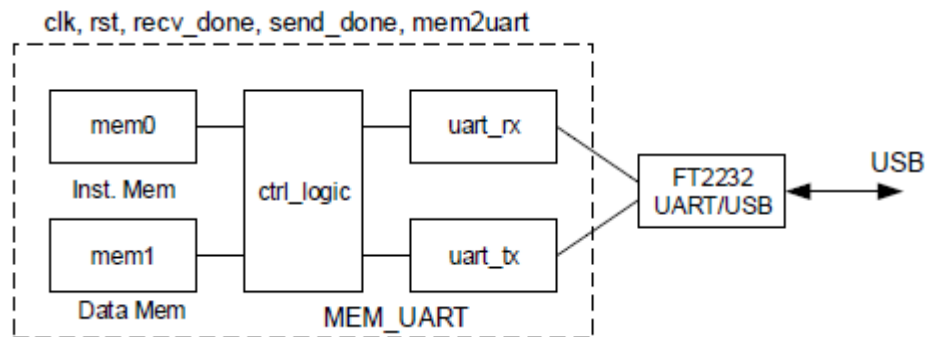 clk, rst, recv_done, send_done, mem2uart
mem0
Inst. Mem
mem1
Data Mem
ctrl_logic
uart_rx
uart_tx
MEM_UART
FT2232
UART/USB
USB